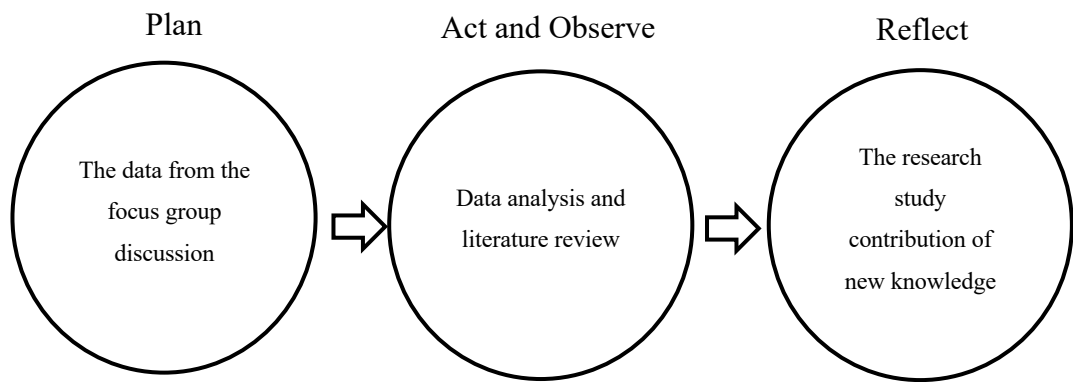 Plan
The data from the
focus group
discussion
Act and Observe
Data analysis and
literature review
Reflect
The research
study
contribution of
new knowledge